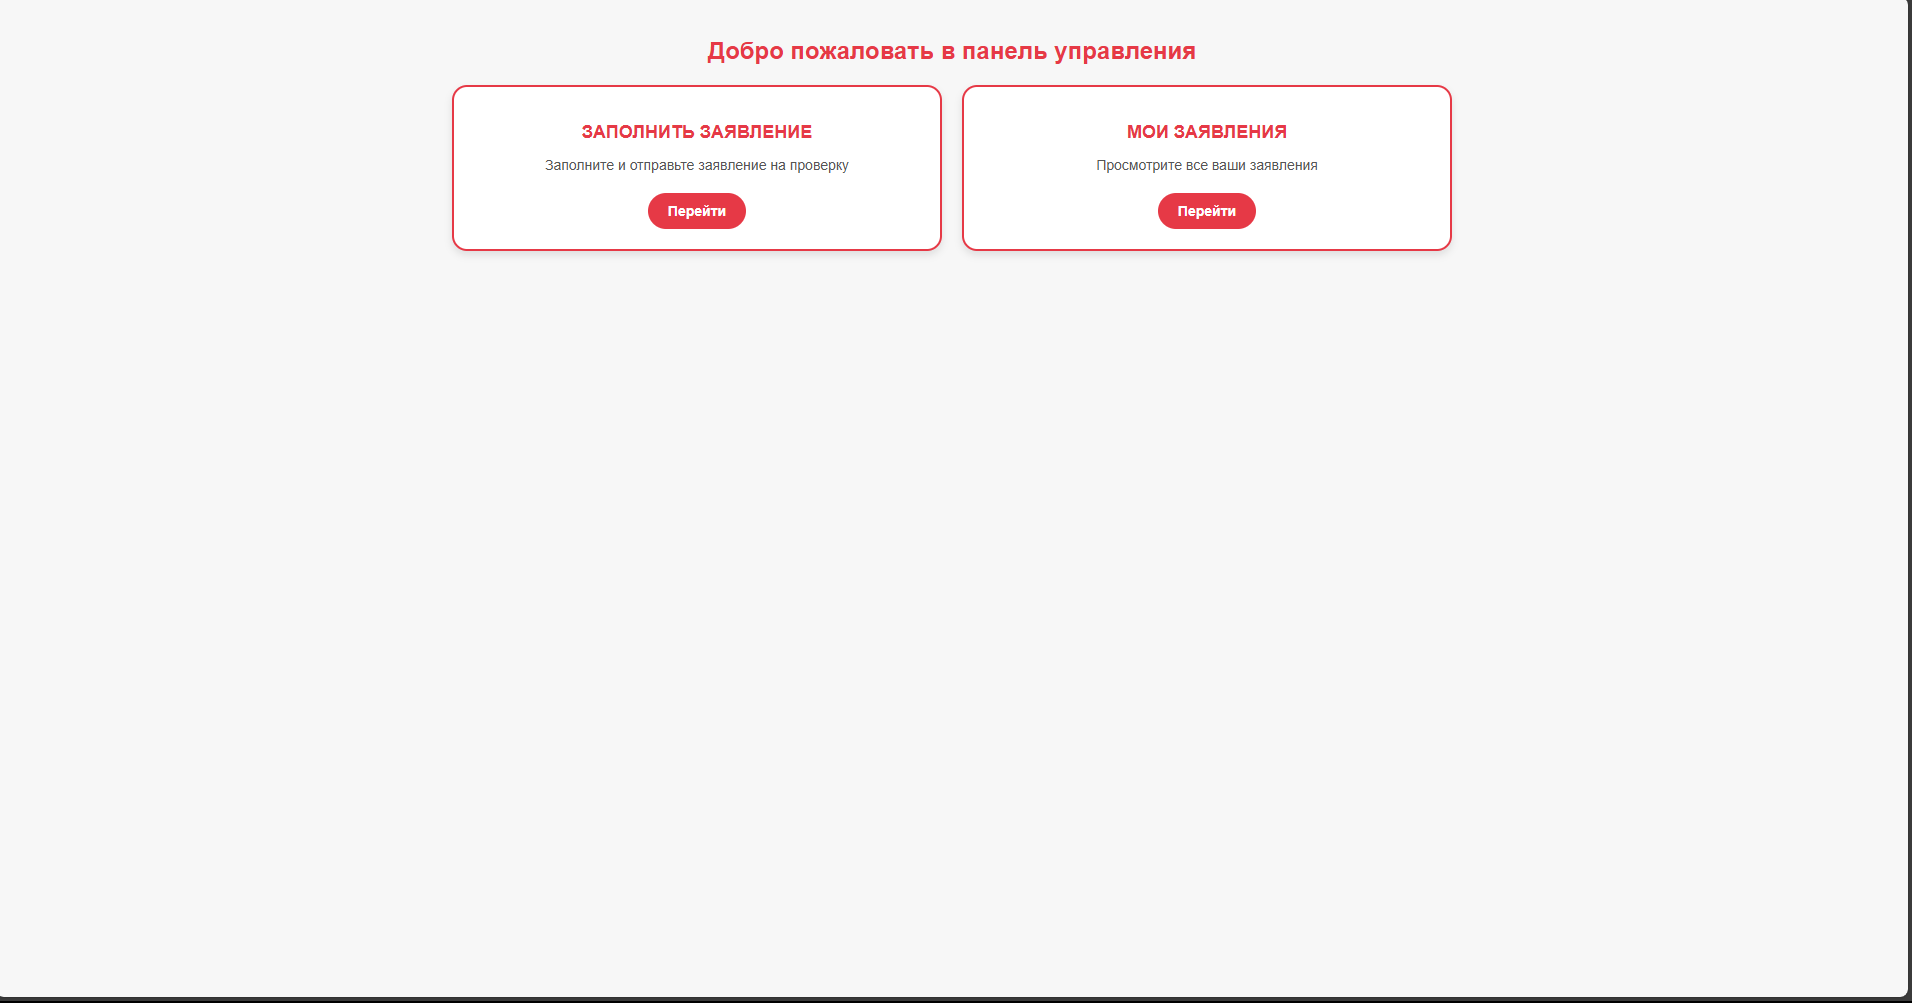 Добро пожаловать в панель управления
ЗАПОЛНИТЬ ЗАЯВЛЕНИЕ
Заполните и отправьте заявление на проверку
Перейти
МОИ ЗАЯВЛЕНИЯ
Просмотрите все ваши заявления
Перейти